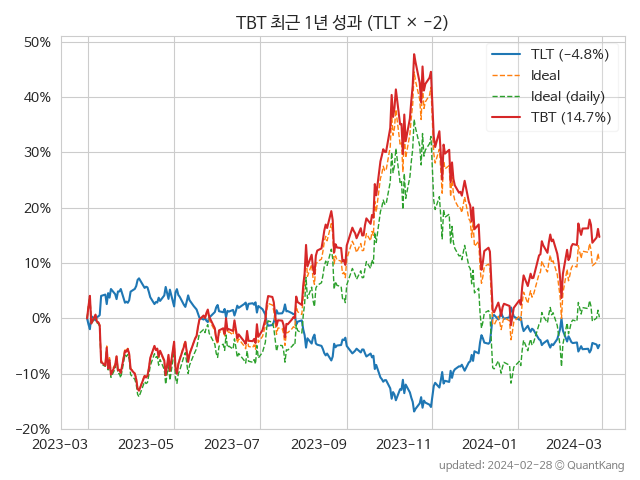 TBT 최근 1년 성과 (TLT × −2)
50%
40%
30%
20%
10%
0%
−10%
−20%
TLT (−4.8%)
Ideal
Ideal (daily)
TBT (14.7%)
2023−03
2023−05
2023−07
2023−09
2023−11
2024−01
2024−03
updated: 2024−02−28 © QuantKang